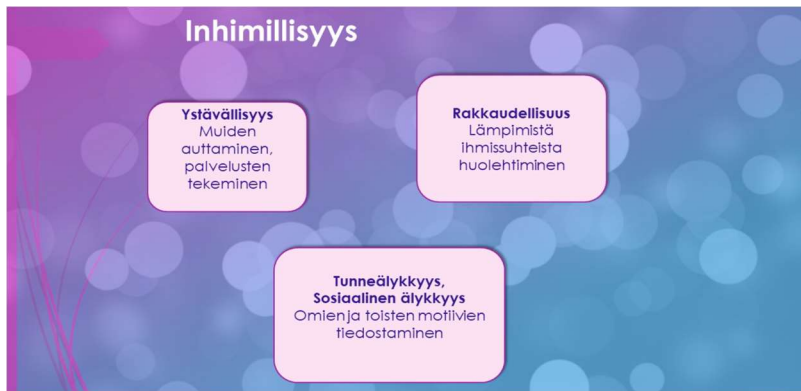 Inhimillisyys
Ystävällisyys
Muiden
auttaminen,
palvelusten
tekeminen
Rakkaudellisuus
Lämpimistä
ihmissuhteista
huolehtiminen
Tunneälykkyys,
Sosiaalinen älykkyys
Omien ja toisten motiivien
tiedostaminen